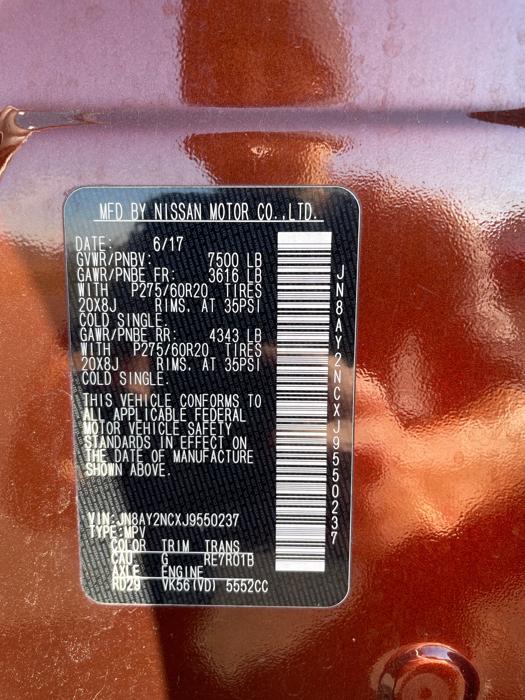 MFD BY NISSAN MOTOR CO.,LTD.
DATE: 6/17
GVWR/PNBV: 7500 LB
GAWR/PNBE FR: 3616 LB
WITH P275/60R20 TIRES
20X8J RIMS. AT 35PSI
COLD SINGLE.
GAWR/PNBE RR: 4343 LB
WITH P275/60R20 TIRES
20X8J RIMS. AT 35PSI
COLD SINGLE.
THIS VEHICLE CONFORMS TO
ALL APPLICABLE FEDERAL
MOTOR VEHICLE SAFETY
STANDARDS IN EFFECT ON
THE DATE OF MANUFACTURE
SHOWN ABOVE.
VIN:JN8AY2NCXJ9550237
TYPE:MPV
COLOR TRIM TRANS
G RE7R01B
AXLE ENGINE
RD29 VK56(VD) 5552CC
JN8AY2NCXJ9550237